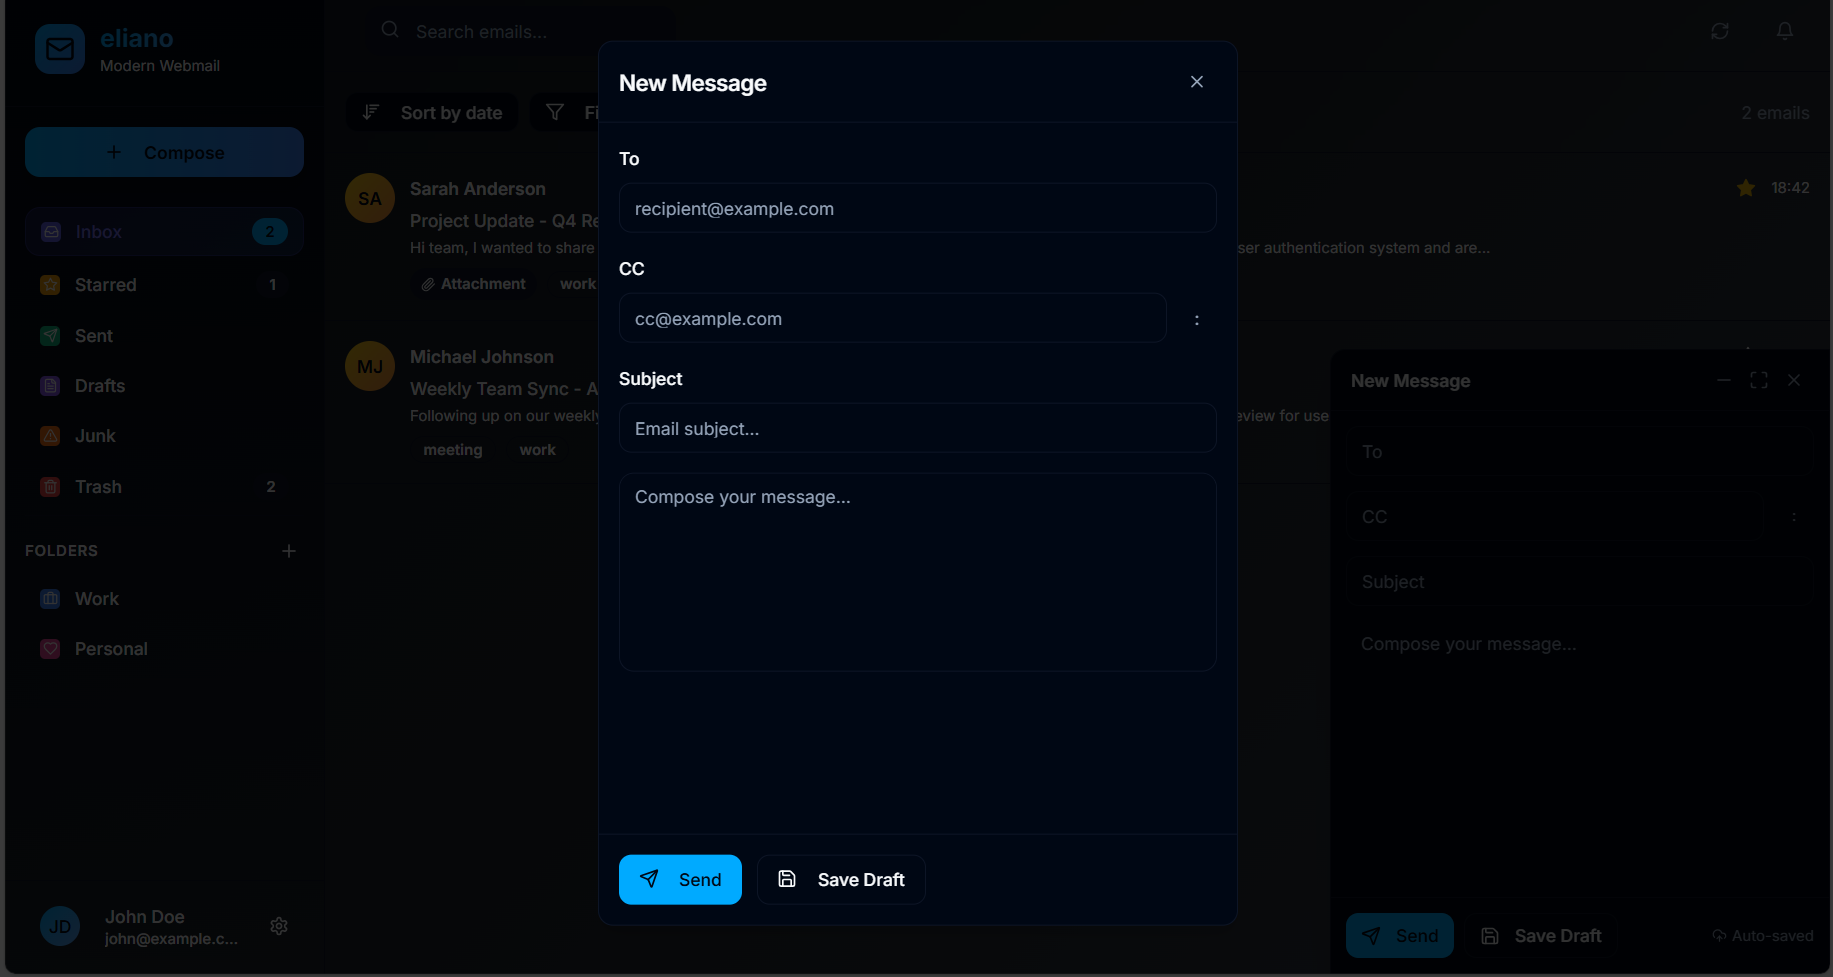 eliano
Modern Webmail
Compose
Inbox 2
Starred 1
Sent
Drafts
Junk
Trash 2
FOLDERS
Work
Personal
JD
John Doe
john@example.c...
Search emails...
Sort by date
Fi
2 emails
SA
Sarah Anderson
18:42
Project Update - Q4 Re
Hi team, I wanted to share
ser authentication system and are...
Attachment work
MJ
Michael Johnson
Weekly Team Sync - A
Following up on our weekly
eview for use
meeting work
New Message
To
recipient@example.com
CC
cc@example.com
:
Subject
Email subject...
Compose your message...
Send
Save Draft
New Message
To
CC
:
Subject
Compose your message...
Send
Save Draft
Auto-saved